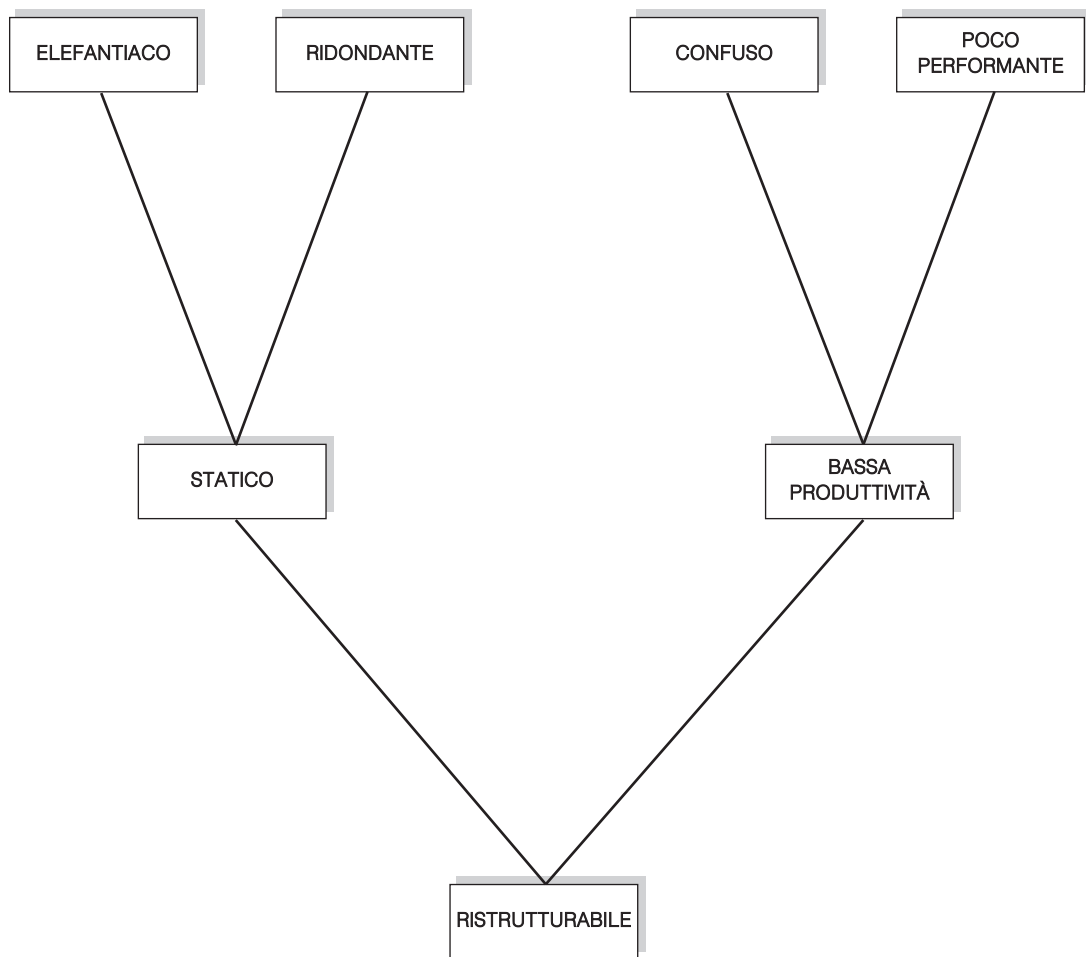 ELEFANTIACO
RIDONDANTE
CONFUSO
POCO
PERFORMANTE
STATICO
BASSA
PRODUTTIVITÀ
RISTRUTTURABILE